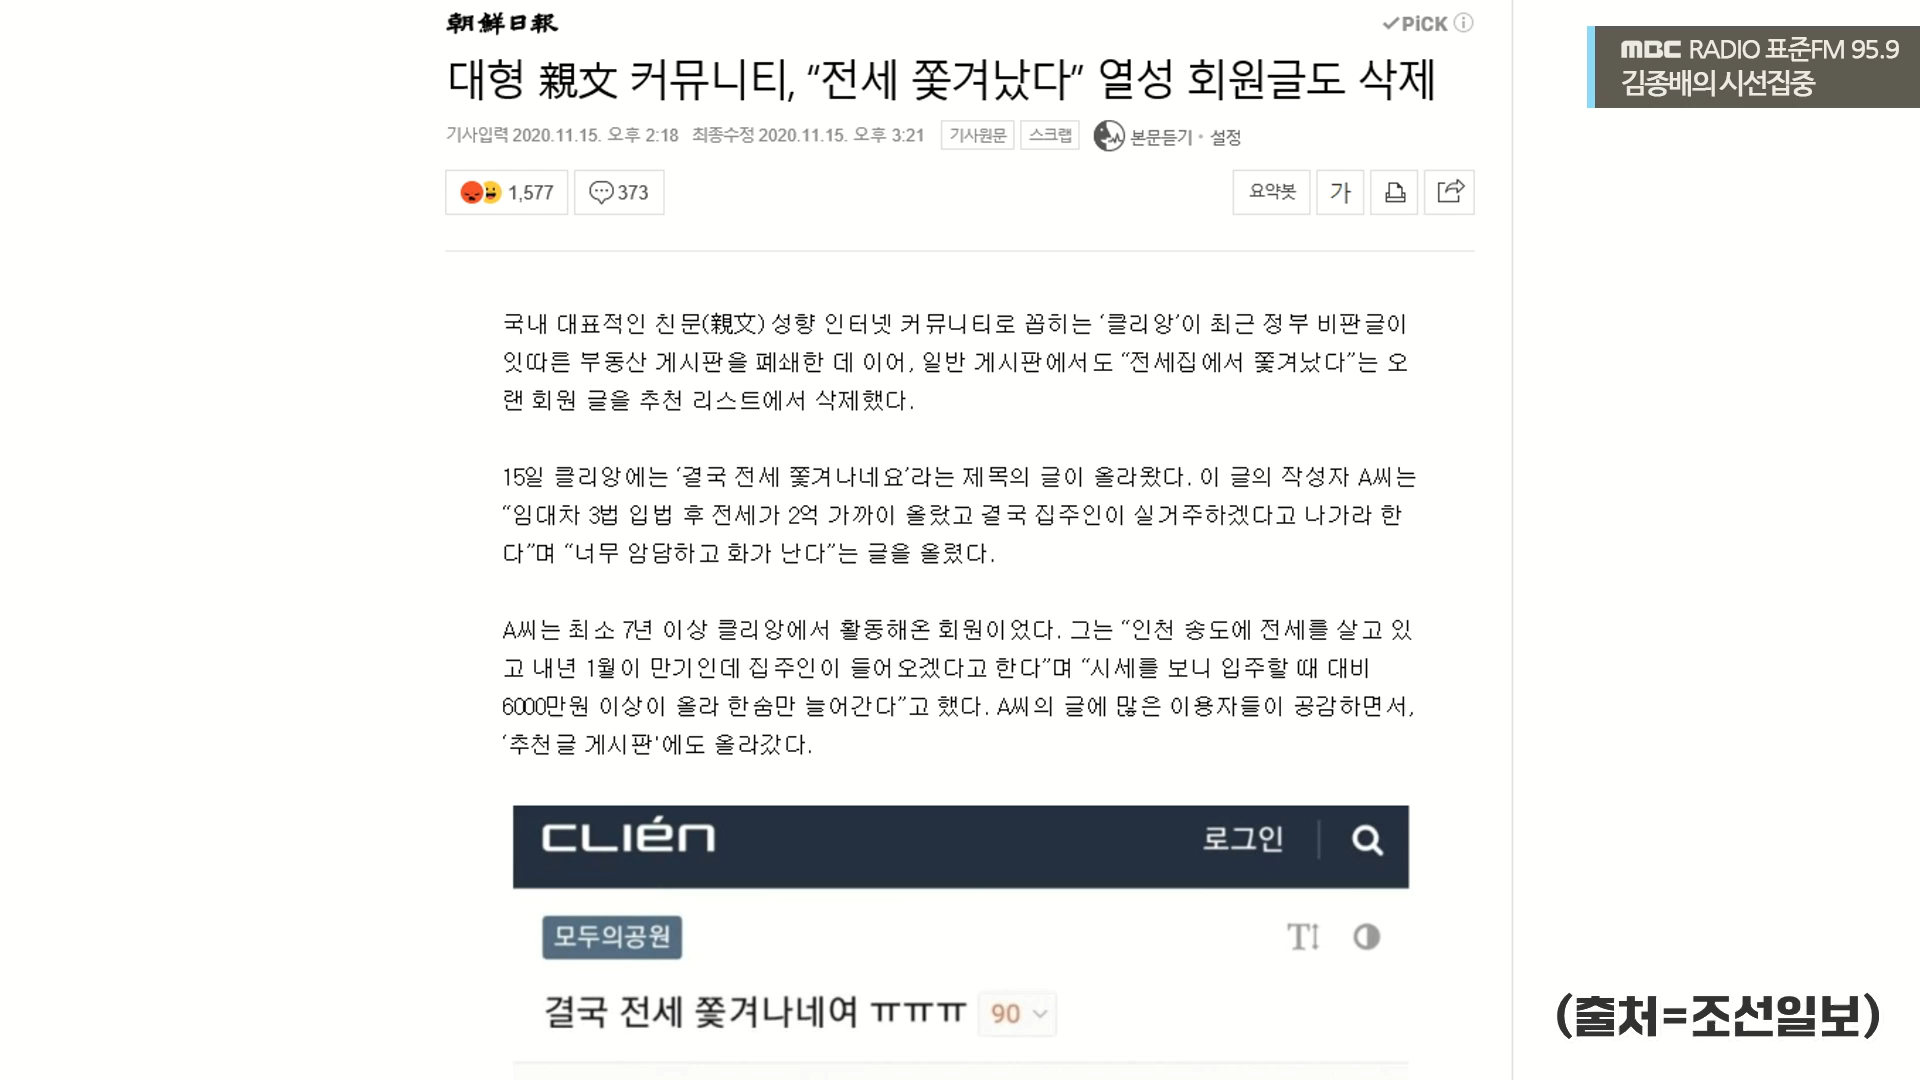 朝鮮日報
PiCK
MBC RADIO 표준FM 95.9
김종배의 시선집중
대형 親文 커뮤니티, “전세 쫓겨났다” 열성 회원글도 삭제
기사입력 2020.11.15. 오후 2:18 최종수정 2020.11.15. 오후 3:21 기사원문 스크랩 본문듣기 · 설정
1,577 373 요약봇 가
국내 대표적인 친문(親文) 성향 인터넷 커뮤니티로 꼽히는 ‘클리앙’이 최근 정부 비판글이
잇따른 부동산 게시판을 폐쇄한 데 이어, 일반 게시판에서도 “전세집에서 쫓겨났다”는 오
랜 회원 글을 추천 리스트에서 삭제했다.
15일 클리앙에는 ‘결국 전세 쫓겨나네요’라는 제목의 글이 올라왔다. 이 글의 작성자 A씨는
“임대차 3법 입법 후 전세가 2억 가까이 올랐고 결국 집주인이 실거주하겠다고 나가라 한
다”며 “너무 암담하고 화가 난다”는 글을 올렸다.
A씨는 최소 7년 이상 클리앙에서 활동해온 회원이었다. 그는 “인천 송도에 전세를 살고 있
고 내년 1월이 만기인데 집주인이 들어오겠다고 한다”며 “시세를 보니 입주할 때 대비
6000만원 이상이 올라 한숨만 늘어간다”고 했다. A씨의 글에 많은 이용자들이 공감하면서,
‘추천글 게시판'에도 올라갔다.
CLIéN 로그인
모두의공원 T
결국 전세 쫓겨나네여 ㅠㅠㅠ 90
(출처=조선일보)